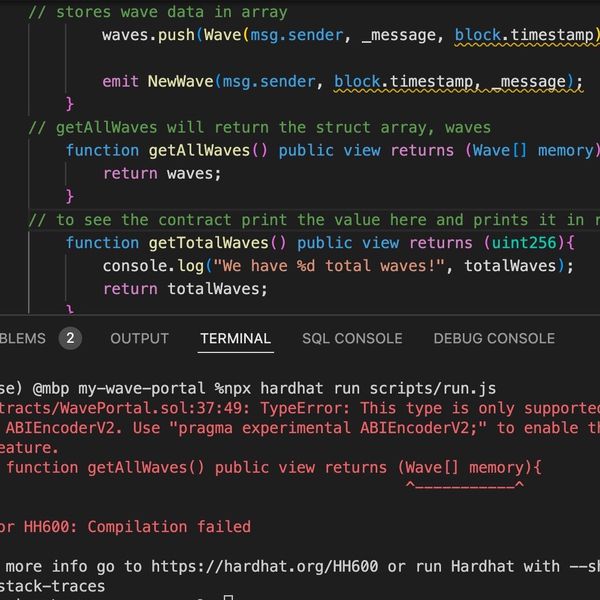 // stores wave data in array
waves.push(Wave(msg.sender, _message, block.timestamp)
emit NewWave(msg.sender, block.timestamp, _message);
}
// getAllWaves will return the struct array, waves
function getAllWaves() public view returns (Wave[] memory)
return waves;
}
// to see the contract print the value here and prints it in r
function getTotalWaves() public view returns (uint256){
console.log("We have %d total waves!", totalWaves);
return totalWaves;
}
BLEMS 2 OUTPUT TERMINAL SQL CONSOLE DEBUG CONSOLE
se) @mbp my-wave-portal %npx hardhat run scripts/run.js
tracts/WavePortal.sol:37:49: TypeError: This type is only supported
ABIEncoderV2. Use "pragma experimental ABIEncoderV2;" to enable th
eature.
function getAllWaves() public view returns (Wave[] memory){
^-----------^
or HH600: Compilation failed
more info go to https://hardhat.org/HH600 or run Hardhat with --sh
stack-traces